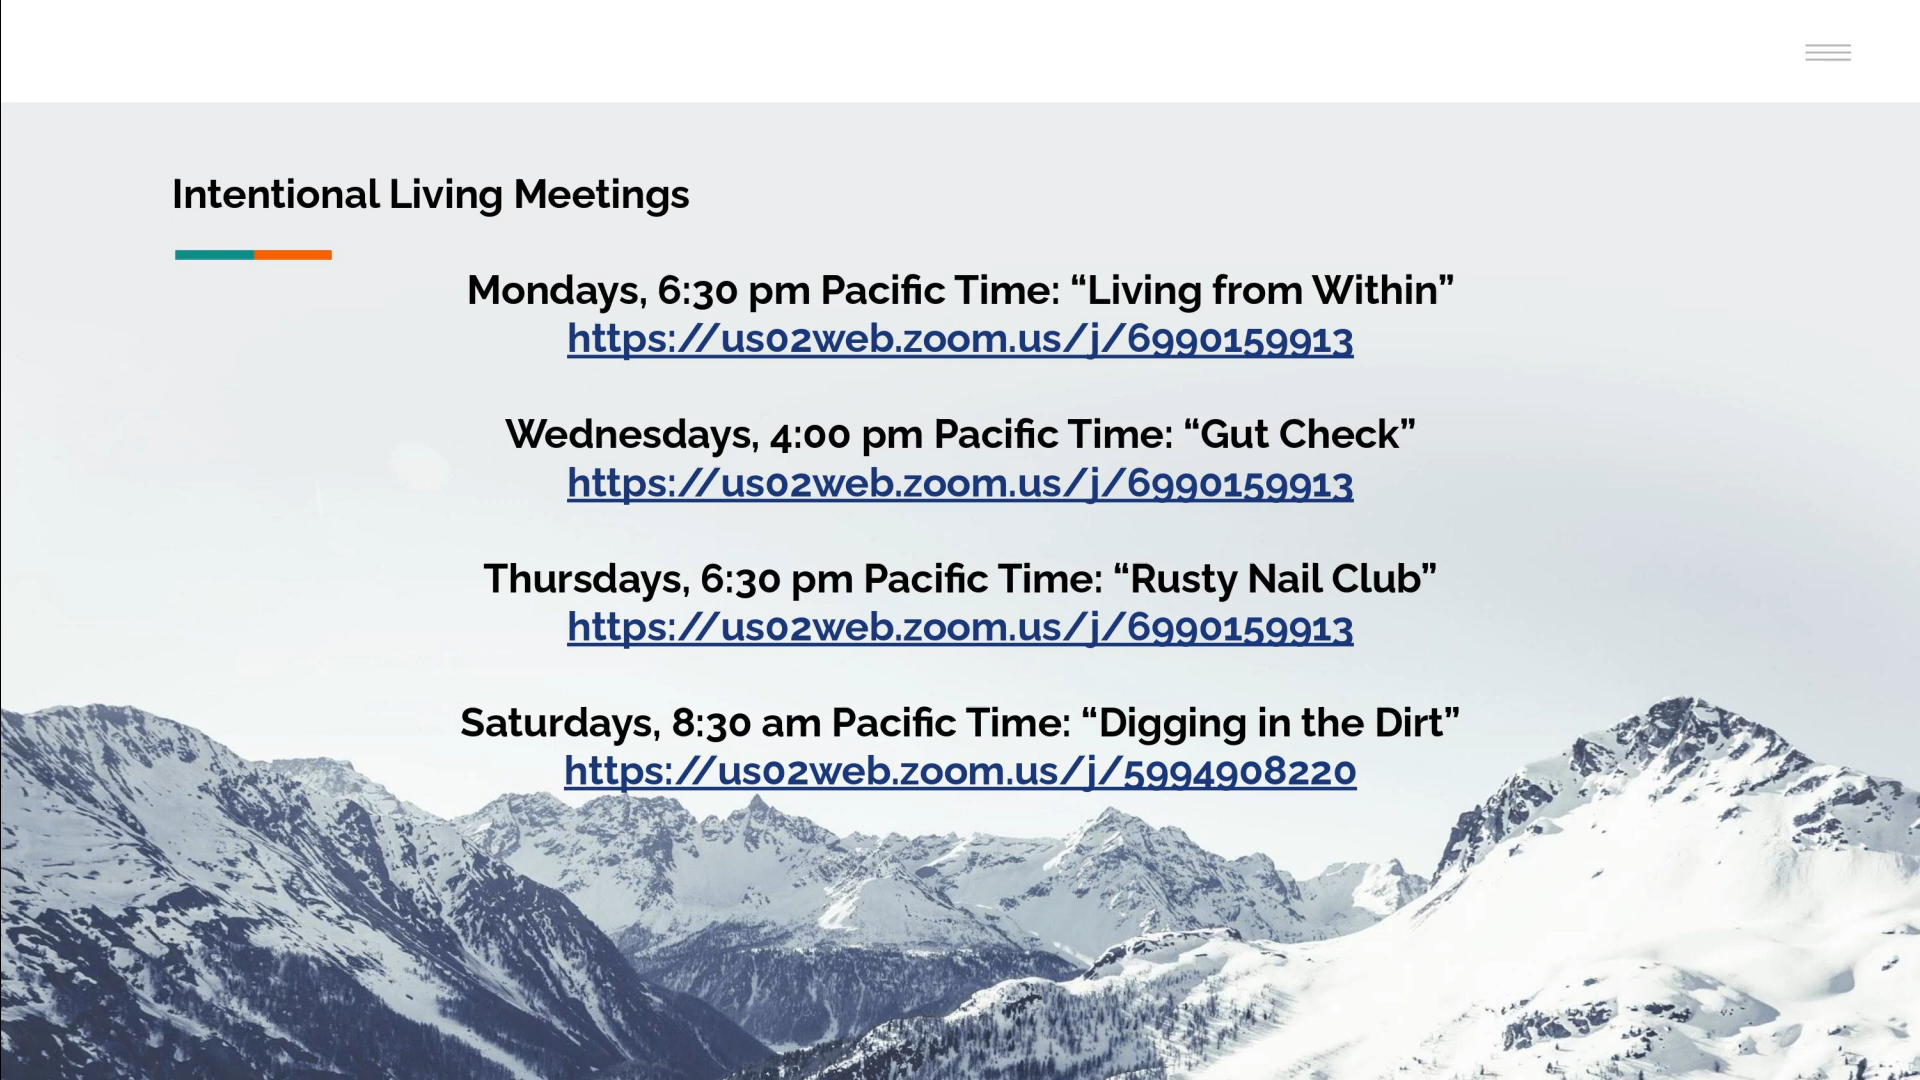 Intentional Living Meetings
Mondays, 6:30 pm Pacific Time: “Living from Within”
https://us02web.zoom.us/j/6990159913
Wednesdays, 4:00 pm Pacific Time: “Gut Check”
https://us02web.zoom.us/j/6990159913
Thursdays, 6:30 pm Pacific Time: “Rusty Nail Club”
https://us02web.zoom.us/j/6990159913
Saturdays, 8:30 am Pacific Time: “Digging in the Dirt”
https://us02web.zoom.us/j/5994908220